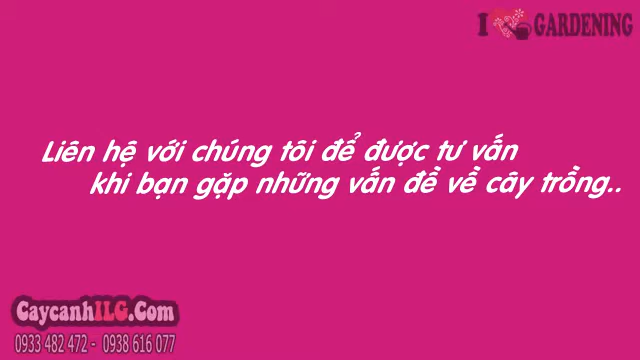 I GARDENING
Liên hệ với chúng tôi để được tư vấn
khi bạn gặp những vấn đề về cây trồng..
CaycanhILG.Com
0933 482 472 - 0938 616 077